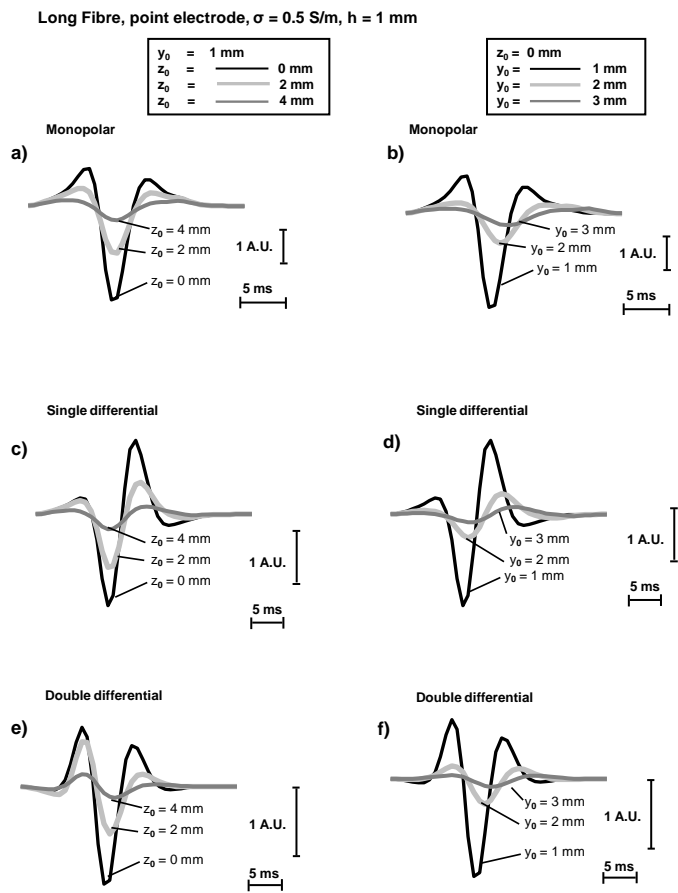 Long Fibre, point electrode, σ = 0.5 S/m, h = 1 mm
y₀ = 1 mm
z₀ = 0 mm
z₀ = 2 mm
z₀ = 4 mm
z₀ = 0 mm
y₀ = 1 mm
y₀ = 2 mm
y₀ = 3 mm
Monopolar
a)
z₀ = 4 mm
z₀ = 2 mm
z₀ = 0 mm
1 A.U.
5 ms
Monopolar
b)
y₀ = 3 mm
y₀ = 2 mm
y₀ = 1 mm
1 A.U.
5 ms
Single differential
c)
z₀ = 4 mm
z₀ = 2 mm
z₀ = 0 mm
1 A.U.
5 ms
Single differential
d)
y₀ = 3 mm
y₀ = 2 mm
y₀ = 1 mm
1 A.U.
5 ms
Double differential
e)
z₀ = 4 mm
z₀ = 2 mm
z₀ = 0 mm
1 A.U.
5 ms
Double differential
f)
y₀ = 3 mm
y₀ = 2 mm
y₀ = 1 mm
1 A.U.
5 ms